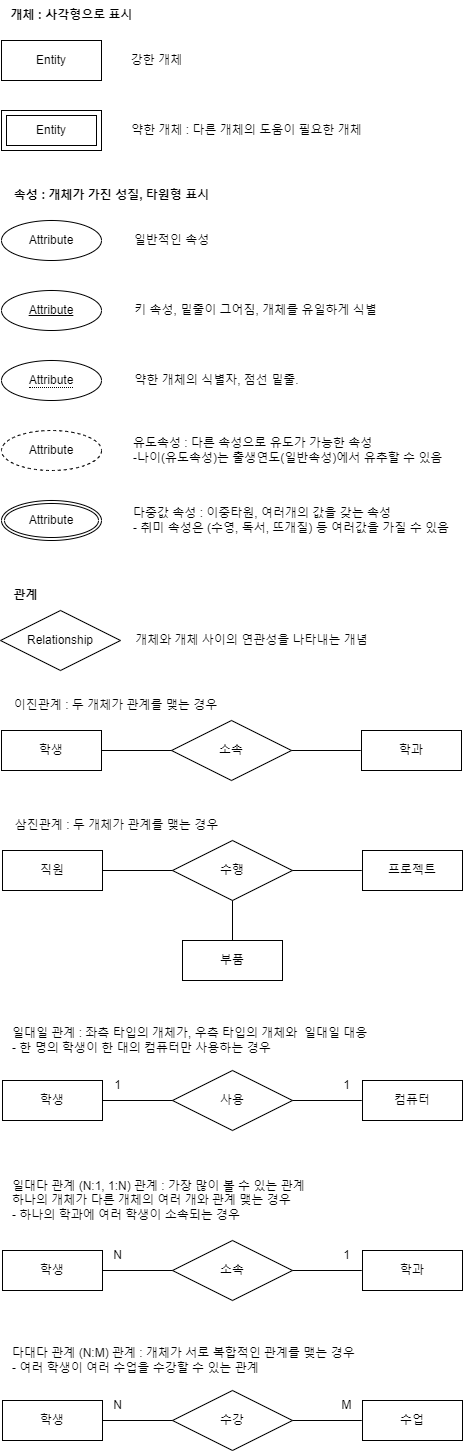 개체 : 사각형으로 표시
Entity
강한 개체
Entity
약한 개체 : 다른 개체의 도움이 필요한 개체
속성 : 개체가 가진 성질, 타원형 표시
Attribute
일반적인 속성
Attribute
키 속성, 밑줄이 그어짐, 개체를 유일하게 식별
Attribute
약한 개체의 식별자, 점선 밑줄.
Attribute
유도속성 : 다른 속성으로 유도가 가능한 속성
-나이(유도속성)는 출생연도(일반속성)에서 유추할 수 있음
Attribute
다중값 속성 : 이중타원, 여러개의 값을 갖는 속성
- 취미 속성은 (수영, 독서, 뜨개질) 등 여러값을 가질 수 있음
관계
Relationship
개체와 개체 사이의 연관성을 나타내는 개념
이진관계 : 두 개체가 관계를 맺는 경우
학생
소속
학과
삼진관계 : 두 개체가 관계를 맺는 경우
직원
수행
프로젝트
부품
일대일 관계 : 좌측 타입의 개체가, 우측 타입의 개체와 일대일 대응
- 한 명의 학생이 한 대의 컴퓨터만 사용하는 경우
학생
1
사용
1
컴퓨터
일대다 관계 (N:1, 1:N) 관계 : 가장 많이 볼 수 있는 관계
하나의 개체가 다른 개체의 여러 개와 관계 맺는 경우
- 하나의 학과에 여러 학생이 소속되는 경우
학생
N
소속
1
학과
다대다 관계 (N:M) 관계 : 개체가 서로 복합적인 관계를 맺는 경우
- 여러 학생이 여러 수업을 수강할 수 있는 관계
학생
N
수강
M
수업